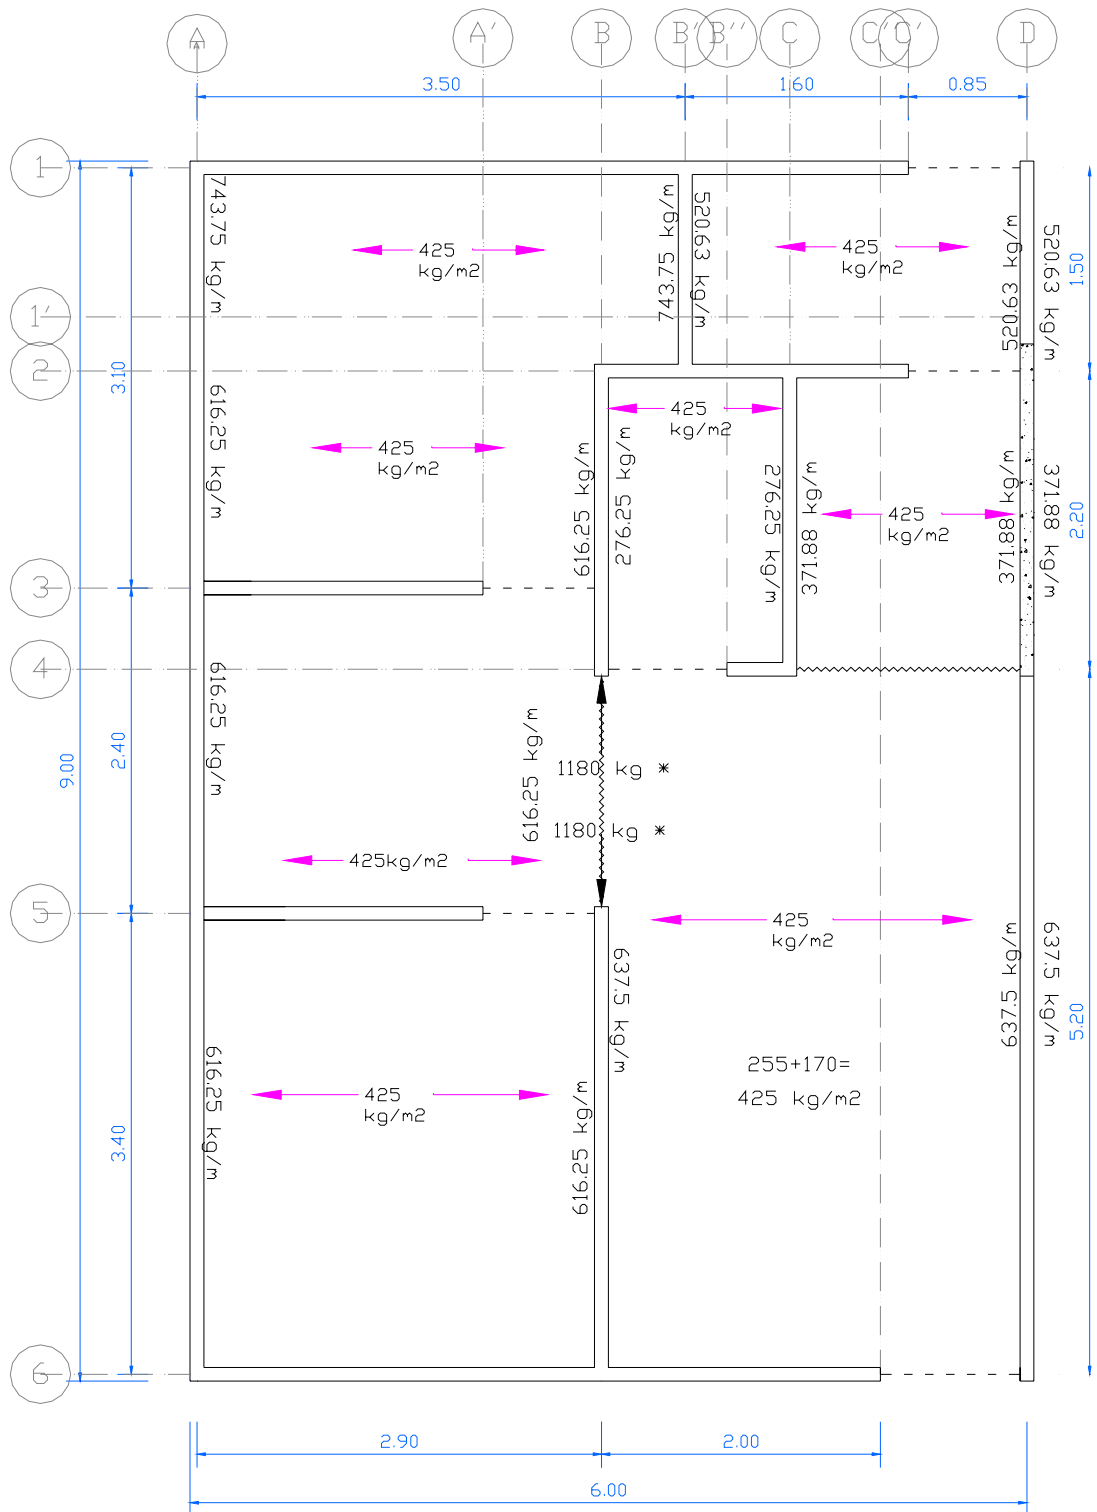 A
A'
B
B'
B''
C
C''
C'
D
3.50
1.60
0.85
1
1'
2
3
4
5
6
9.00
3.10
2.40
3.40
1.50
2.20
5.20
743.75 kg/m
425
kg/m2
743.75 kg/m
520.63 kg/m
425
kg/m2
520.63 kg/m
520.63 kg/m
616.25 kg/m
425
kg/m2
616.25 kg/m
276.25 kg/m
425
kg/m2
276.25 kg/m
371.88 kg/m
425
kg/m2
371.88 kg/m
371.88 kg/m
616.25 kg/m
616.25 kg/m
1180 kg *
1180 kg *
425kg/m2
425
kg/m2
637.5 kg/m
637.5 kg/m
637.5 kg/m
616.25 kg/m
425
kg/m2
616.25 kg/m
255+170=
425 kg/m2
2.90
2.00
6.00